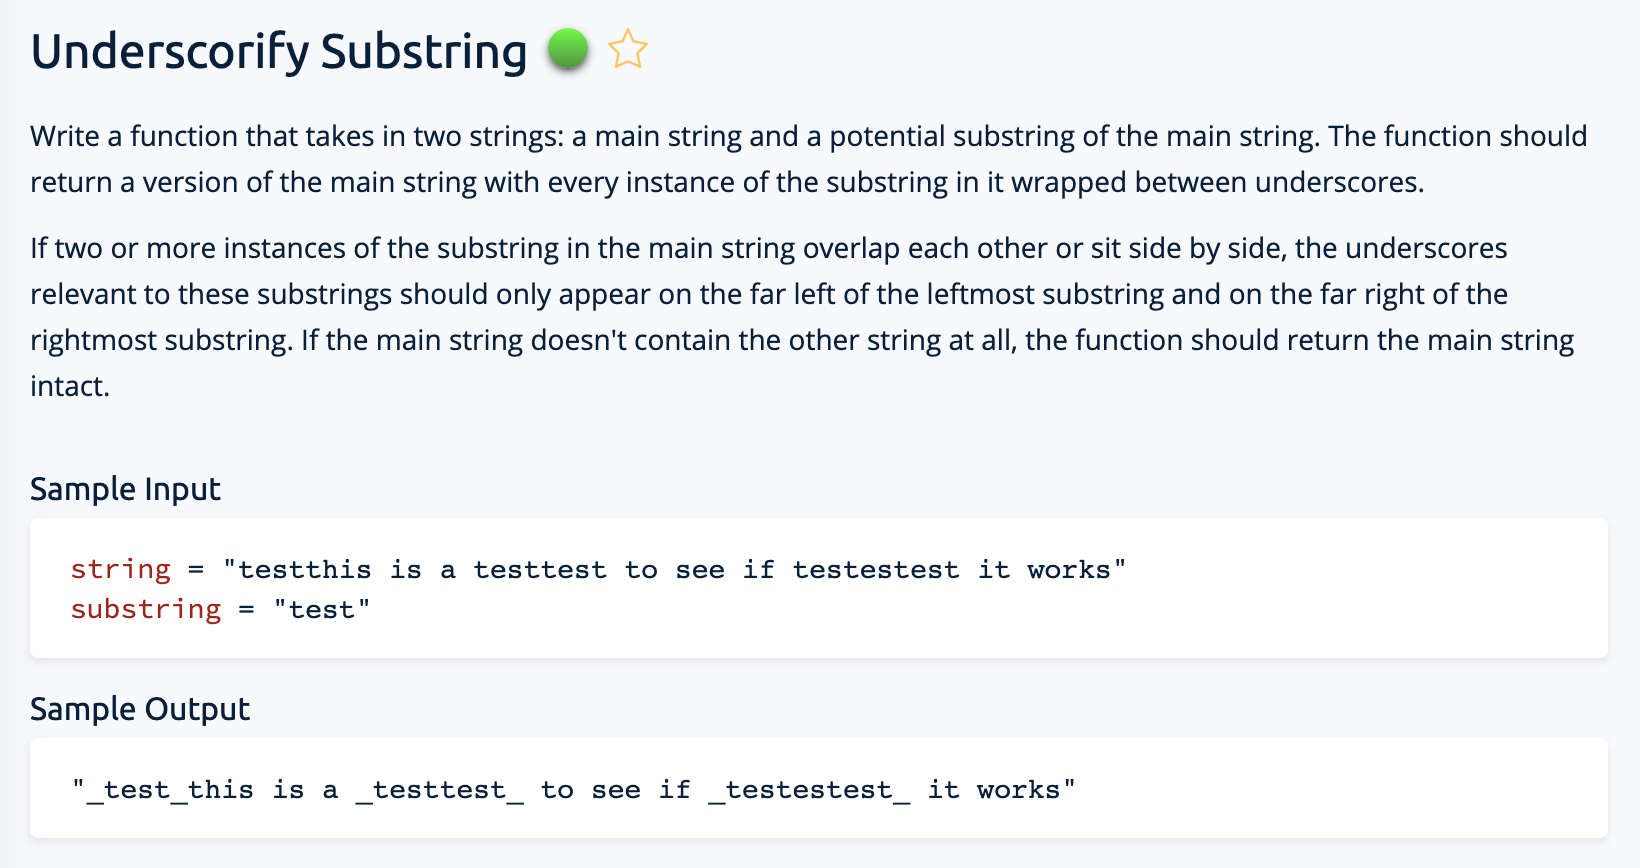 Underscorify Substring
Write a function that takes in two strings: a main string and a potential substring of the main string. The function should
return a version of the main string with every instance of the substring in it wrapped between underscores.
If two or more instances of the substring in the main string overlap each other or sit side by side, the underscores
relevant to these substrings should only appear on the far left of the leftmost substring and on the far right of the
rightmost substring. If the main string doesn't contain the other string at all, the function should return the main string
intact.
Sample Input
string = "testthis is a testtest to see if testestest it works"
substring = "test"
Sample Output
"_test_this is a _testtest_ to see if _testestest_ it works"